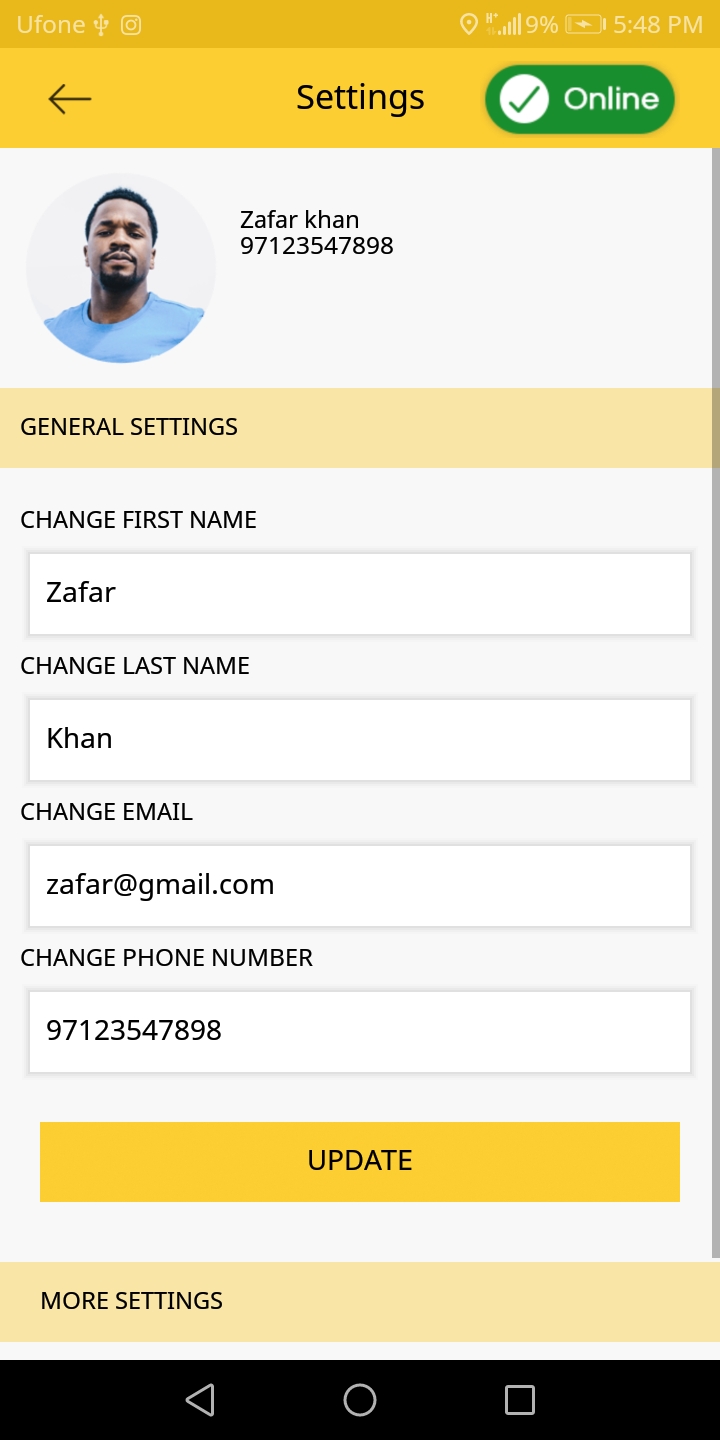 Ufone H+ 9% 5:48 PM
Settings
Online
Zafar khan
97123547898
GENERAL SETTINGS
CHANGE FIRST NAME
Zafar
CHANGE LAST NAME
Khan
CHANGE EMAIL
zafar@gmail.com
CHANGE PHONE NUMBER
97123547898
UPDATE
MORE SETTINGS